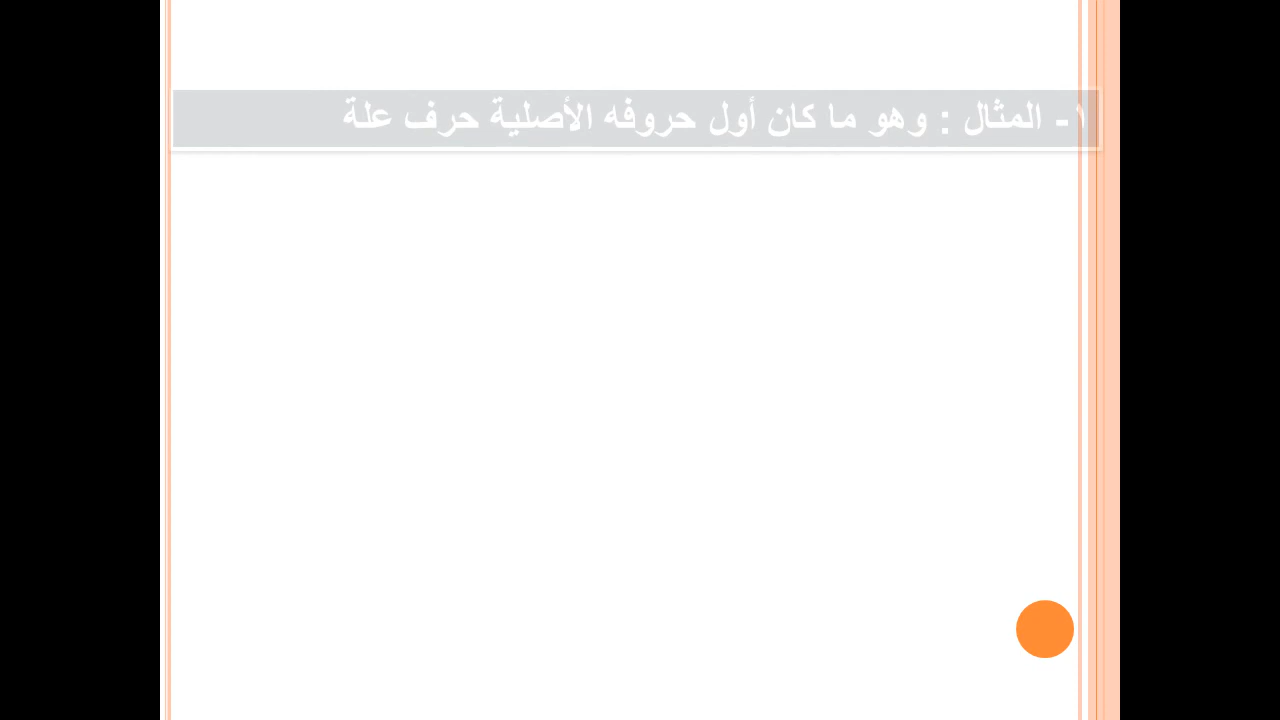 ١- المثال : وهو ما كان أول حروفه الأصلية حرف علة